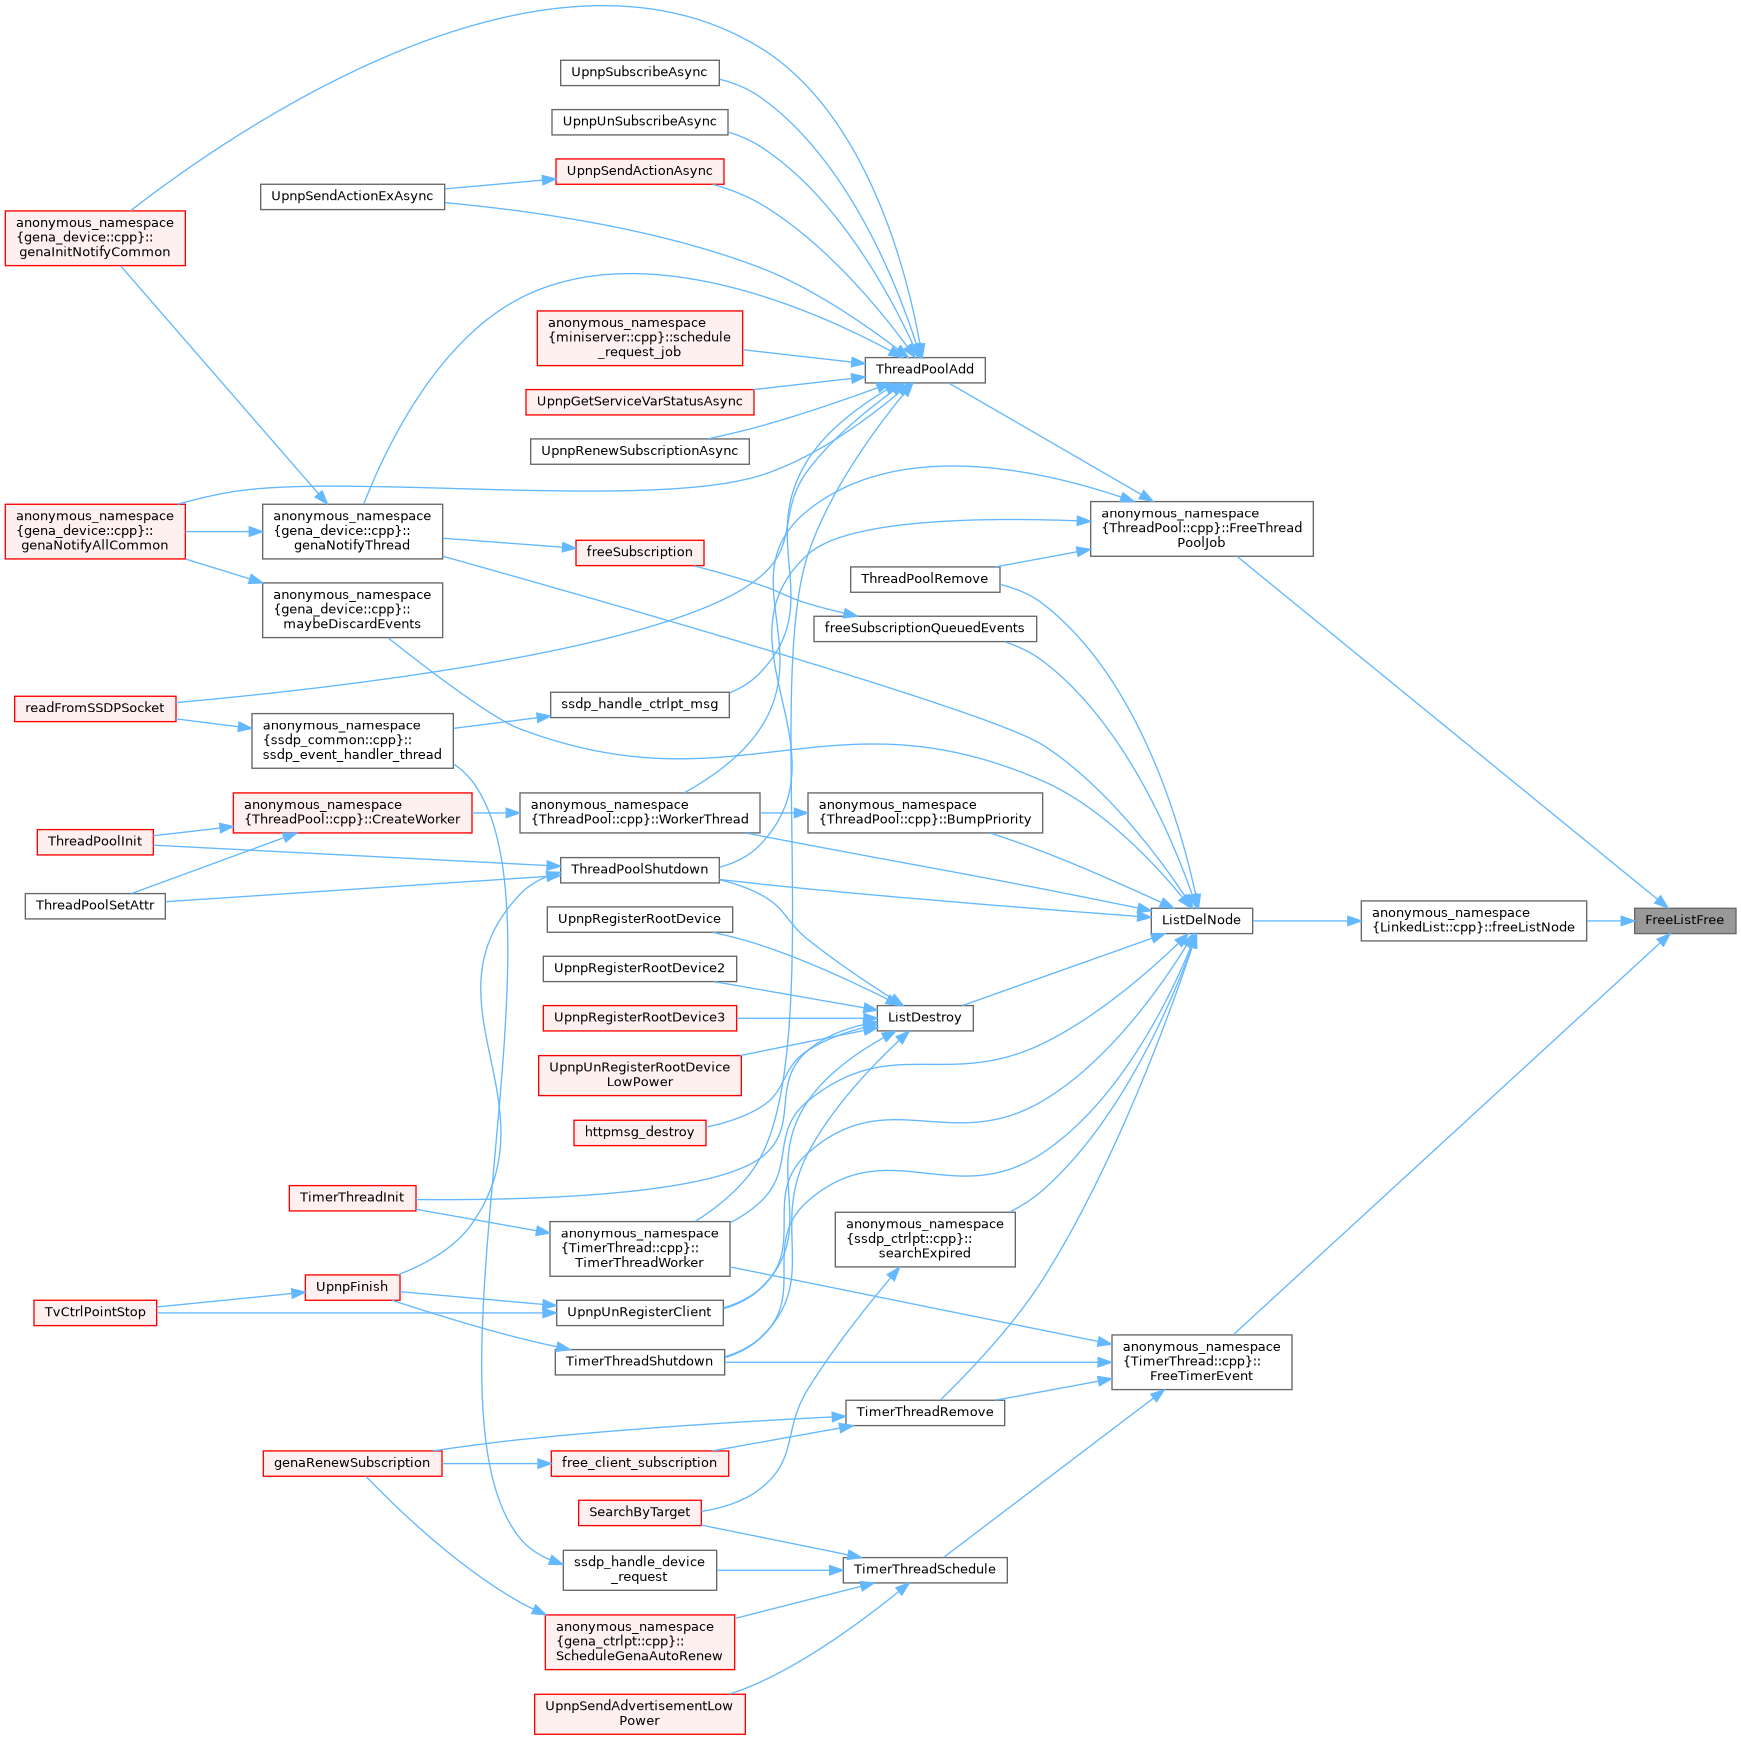 UpnpSubscribeAsync
UpnpUnSubscribeAsync
UpnpSendActionAsync
UpnpSendActionExAsync
anonymous_namespace
{gena_device::cpp}::
genaInitNotifyCommon
anonymous_namespace
{miniserver::cpp}::schedule
_request_job
ThreadPoolAdd
UpnpGetServiceVarStatusAsync
UpnpRenewSubscriptionAsync
anonymous_namespace
{gena_device::cpp}::
genaNotifyAllCommon
anonymous_namespace
{gena_device::cpp}::
genaNotifyThread
anonymous_namespace
{ThreadPool::cpp}::FreeThread
PoolJob
freeSubscription
ThreadPoolRemove
anonymous_namespace
{gena_device::cpp}::
maybeDiscardEvents
freeSubscriptionQueuedEvents
readFromSSDPSocket
ssdp_handle_ctrlpt_msg
anonymous_namespace
{ssdp_common::cpp}::
ssdp_event_handler_thread
anonymous_namespace
{ThreadPool::cpp}::CreateWorker
anonymous_namespace
{ThreadPool::cpp}::WorkerThread
anonymous_namespace
{ThreadPool::cpp}::BumpPriority
ThreadPoolInit
ThreadPoolShutdown
ThreadPoolSetAttr
UpnpRegisterRootDevice
ListDelNode
anonymous_namespace
{LinkedList::cpp}::freeListNode
FreeListFree
UpnpRegisterRootDevice2
UpnpRegisterRootDevice3
ListDestroy
UpnpUnRegisterRootDevice
LowPower
httpmsg_destroy
TimerThreadInit
anonymous_namespace
{TimerThread::cpp}::
TimerThreadWorker
anonymous_namespace
{ssdp_ctrlpt::cpp}::
searchExpired
UpnpFinish
TvCtrlPointStop
UpnpUnRegisterClient
TimerThreadShutdown
anonymous_namespace
{TimerThread::cpp}::
FreeTimerEvent
TimerThreadRemove
genaRenewSubscription
free_client_subscription
SearchByTarget
ssdp_handle_device
_request
TimerThreadSchedule
anonymous_namespace
{gena_ctrlpt::cpp}::
ScheduleGenaAutoRenew
UpnpSendAdvertisementLow
Power